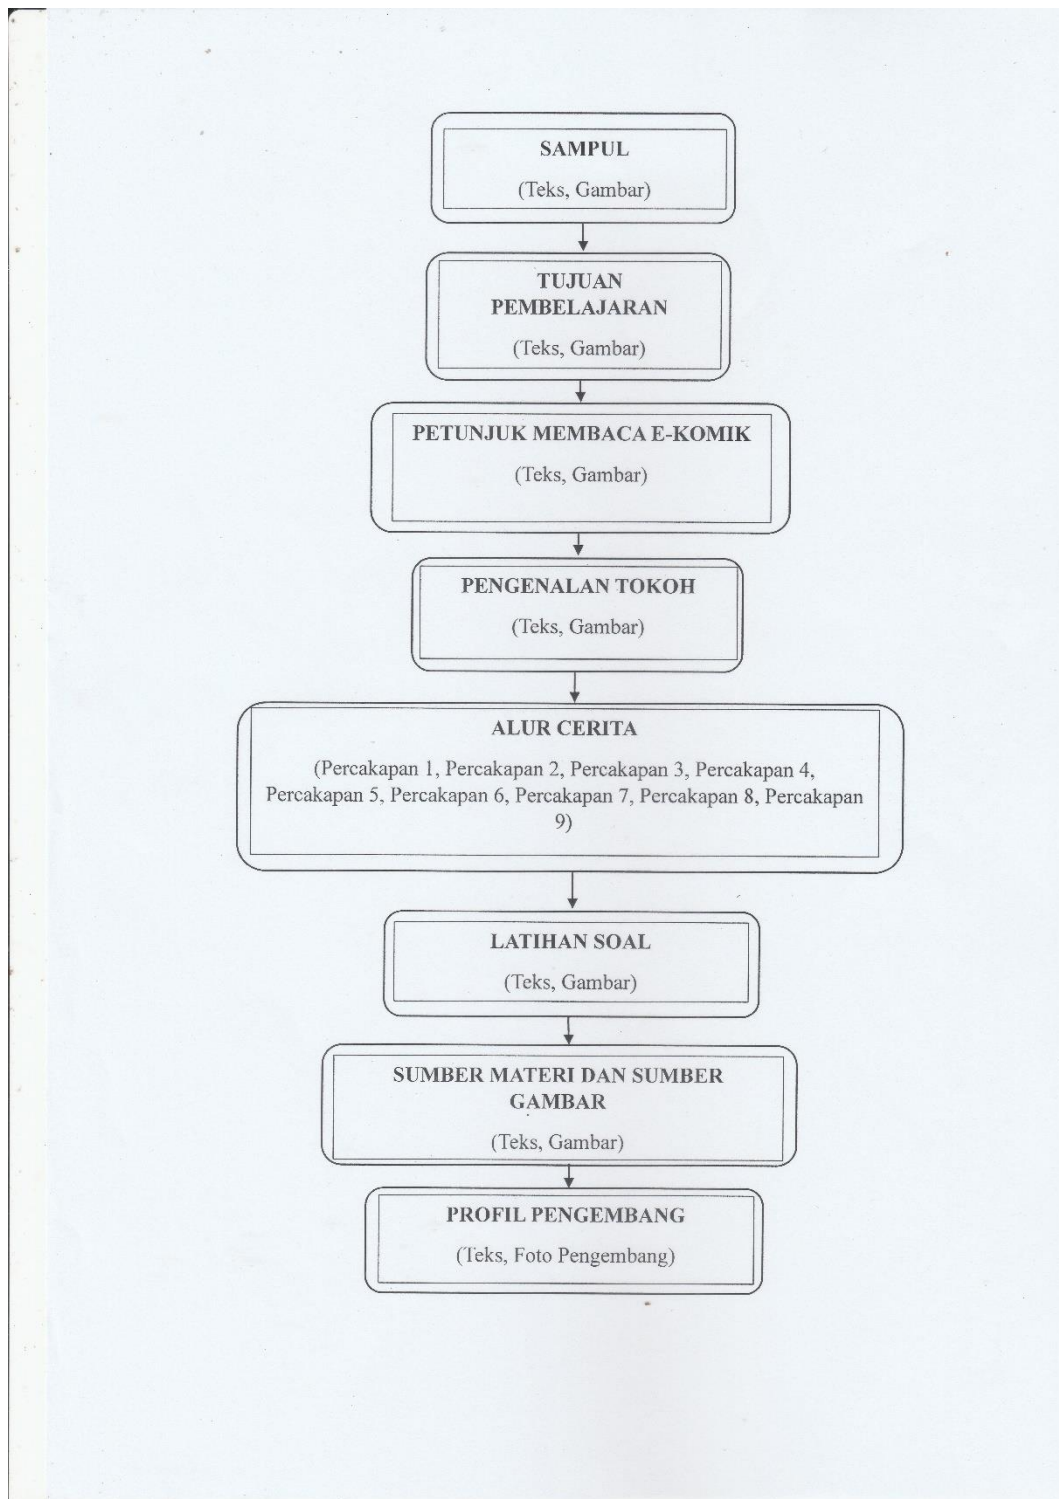 SAMPUL
(Teks, Gambar)
TUJUAN
PEMBELAJARAN
(Teks, Gambar)
PETUNJUK MEMBACA E-KOMIK
(Teks, Gambar)
PENGENALAN TOKOH
(Teks, Gambar)
ALUR CERITA
(Percakapan 1, Percakapan 2, Percakapan 3, Percakapan 4,
Percakapan 5, Percakapan 6, Percakapan 7, Percakapan 8, Percakapan
9)
LATIHAN SOAL
(Teks, Gambar)
SUMBER MATERI DAN SUMBER
GAMBAR
(Teks, Gambar)
PROFIL PENGEMBANG
(Teks, Foto Pengembang)